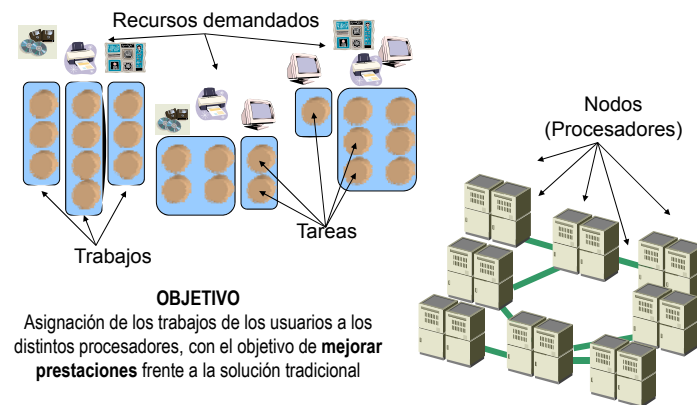 Recursos demandados
Nodos
(Procesadores)
Tareas
Trabajos
OBJETIVO
Asignación de los trabajos de los usuarios a los
distintos procesadores, con el objetivo de mejorar
prestaciones frente a la solución tradicional